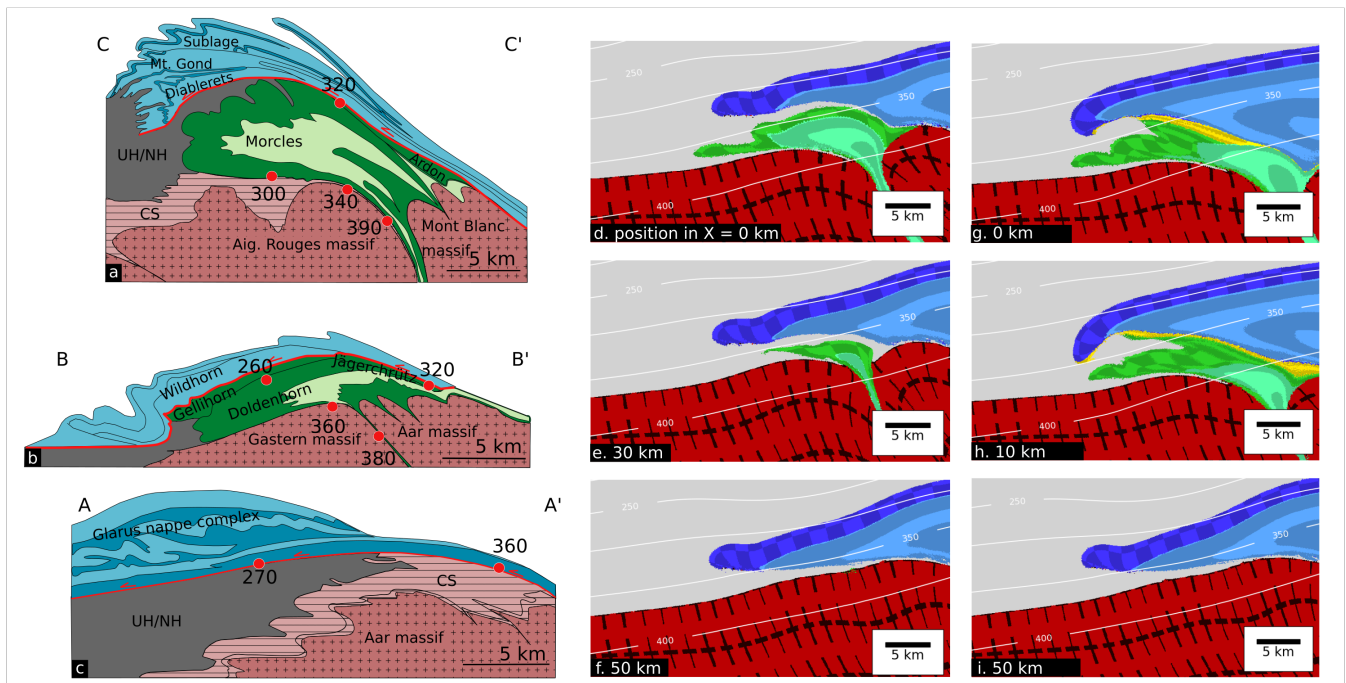 C
C'
Sublage
Mt. Gond
Diablerets
320
UH/NH
Morcles
Ardon
300
340
CS
390
Aig. Rouges massif
Mont Blanc
massif
5 km
a
B
B'
Wildhorn
260
Jägerchrütz
320
Gellihorn
Doldenhorn
360
Gastern massif
Aar massif
380
5 km
b
A
A'
Glarus nappe complex
360
270
CS
UH/NH
Aar massif
5 km
c
250
350
400
5 km
d. position in X = 0 km
250
350
400
5 km
g. 0 km
250
350
400
5 km
e. 30 km
250
350
400
5 km
h. 10 km
250
350
400
5 km
f. 50 km
250
350
400
5 km
i. 50 km